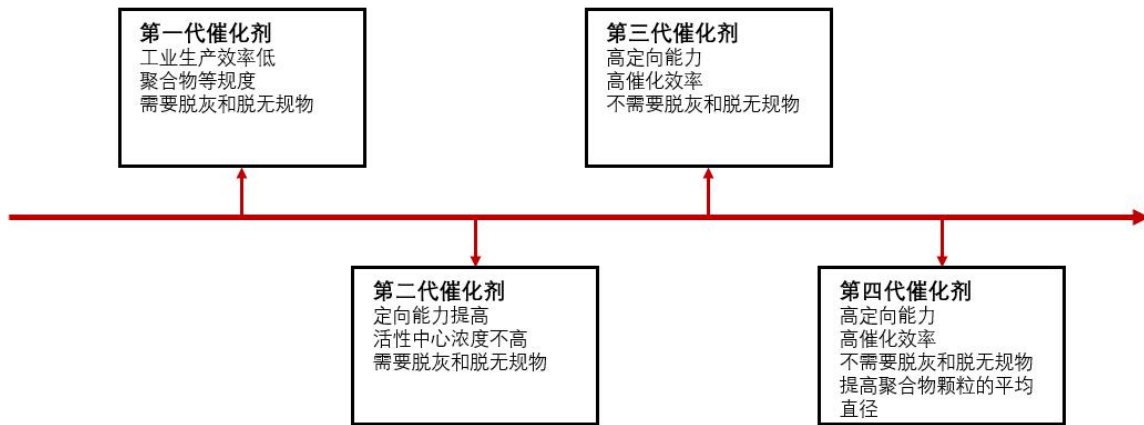 第一代催化剂
工业生产效率低
聚合物等规度
需要脱灰和脱无规物
第三代催化剂
高定向能力
高催化效率
不需要脱灰和脱无规物
第二代催化剂
定向能力提高
活性中心浓度不高
需要脱灰和脱无规物
第四代催化剂
高定向能力
高催化效率
不需要脱灰和脱无规物
提高聚合物颗粒的平均
直径